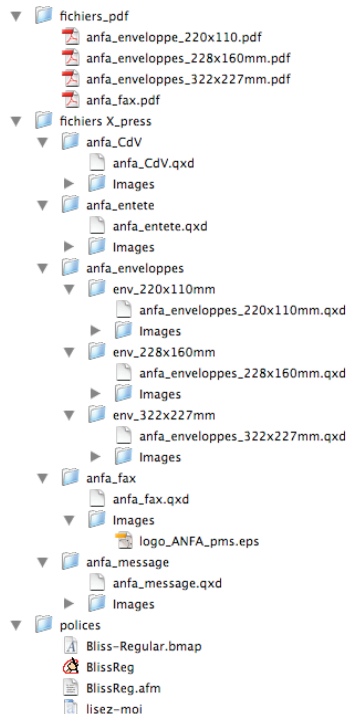 fichiers_pdf
anfa_enveloppe_220x110.pdf
anfa_enveloppes_228x160mm.pdf
anfa_enveloppes_322x227mm.pdf
anfa_fax.pdf
fichiers X_press
anfa_CdV
anfa_CdV.qxd
Images
anfa_entete
anfa_entete.qxd
Images
anfa_enveloppes
env_220x110mm
anfa_enveloppes_220x110mm.qxd
Images
env_228x160mm
anfa_enveloppes_228x160mm.qxd
Images
env_322x227mm
anfa_enveloppes_322x227mm.qxd
Images
anfa_fax
anfa_fax.qxd
Images
logo_ANFA_pms.eps
anfa_message
anfa_message.qxd
Images
polices
Bliss-Regular.bmap
BlissReg
BlissReg.afm
lisez-moi